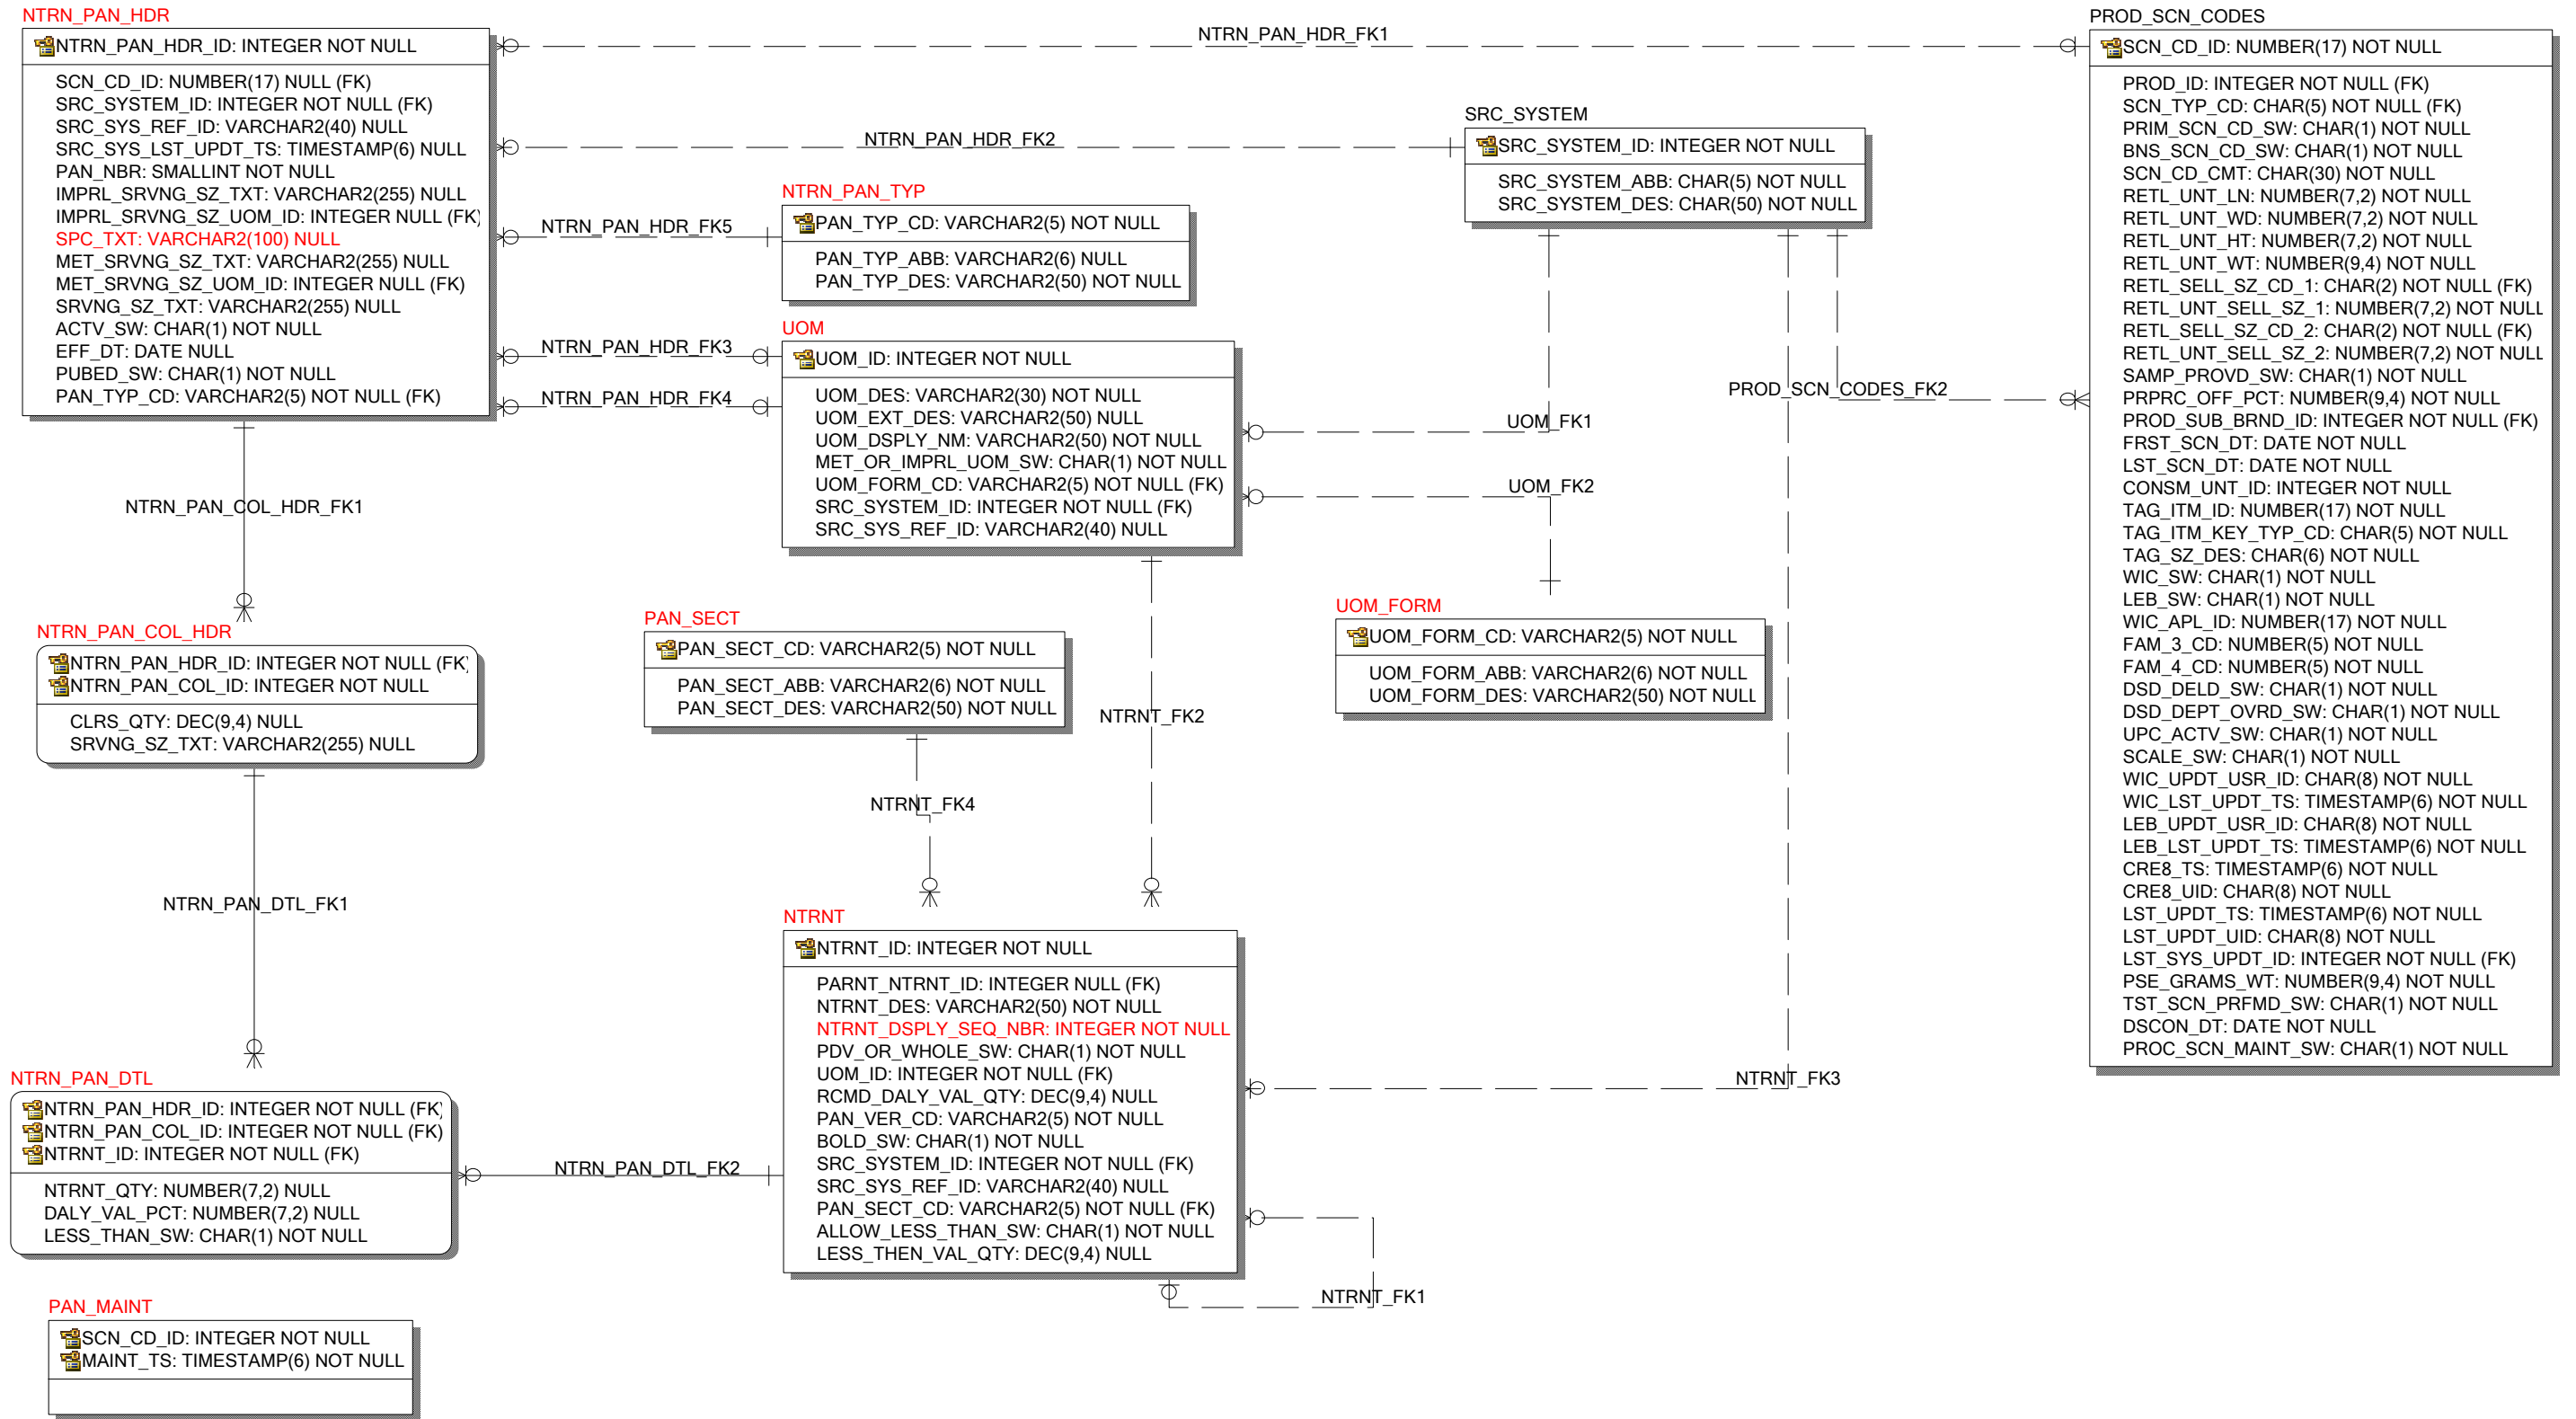 NTRN_PAN_HDR
NTRN_PAN_HDR_ID: INTEGER NOT NULL
SCN_CD_ID: NUMBER(17) NULL (FK)
SRC_SYSTEM_ID: INTEGER NOT NULL (FK)
SRC_SYS_REF_ID: VARCHAR2(40) NULL
SRC_SYS_LST_UPDT_TS: TIMESTAMP(6) NULL
PAN_NBR: SMALLINT NOT NULL
IMPRL_SRVNG_SZ_TXT: VARCHAR2(255) NULL
IMPRL_SRVNG_SZ_UOM_ID: INTEGER NULL (FK)
SPC_TXT: VARCHAR2(100) NULL
MET_SRVNG_SZ_TXT: VARCHAR2(255) NULL
MET_SRVNG_SZ_UOM_ID: INTEGER NULL (FK)
SRVNG_SZ_TXT: VARCHAR2(255) NULL
ACTV_SW: CHAR(1) NOT NULL
EFF_DT: DATE NULL
PUBED_SW: CHAR(1) NOT NULL
PAN_TYP_CD: VARCHAR2(5) NOT NULL (FK)
NTRN_PAN_HDR_FK1
NTRN_PAN_HDR_FK2
NTRN_PAN_HDR_FK5
NTRN_PAN_HDR_FK3
NTRN_PAN_HDR_FK4
NTRN_PAN_TYP
PAN_TYP_CD: VARCHAR2(5) NOT NULL
PAN_TYP_ABB: VARCHAR2(6) NULL
PAN_TYP_DES: VARCHAR2(50) NOT NULL
SRC_SYSTEM
SRC_SYSTEM_ID: INTEGER NOT NULL
SRC_SYSTEM_ABB: CHAR(5) NOT NULL
SRC_SYSTEM_DES: CHAR(50) NOT NULL
UOM
UOM_ID: INTEGER NOT NULL
UOM_DES: VARCHAR2(30) NOT NULL
UOM_EXT_DES: VARCHAR2(50) NULL
UOM_DSPLY_NM: VARCHAR2(50) NOT NULL
MET_OR_IMPRL_UOM_SW: CHAR(1) NOT NULL
UOM_FORM_CD: VARCHAR2(5) NOT NULL (FK)
SRC_SYSTEM_ID: INTEGER NOT NULL (FK)
SRC_SYS_REF_ID: VARCHAR2(40) NULL
UOM_FK1
UOM_FK2
PROD_SCN_CODES_FK2
PROD_SCN_CODES
SCN_CD_ID: NUMBER(17) NOT NULL
PROD_ID: INTEGER NOT NULL (FK)
SCN_TYP_CD: CHAR(5) NOT NULL (FK)
PRIM_SCN_CD_SW: CHAR(1) NOT NULL
BNS_SCN_CD_SW: CHAR(1) NOT NULL
SCN_CD_CMT: CHAR(30) NOT NULL
RETL_UNT_LN: NUMBER(7,2) NOT NULL
RETL_UNT_WD: NUMBER(7,2) NOT NULL
RETL_UNT_HT: NUMBER(7,2) NOT NULL
RETL_UNT_WT: NUMBER(9,4) NOT NULL
RETL_SELL_SZ_CD_1: CHAR(2) NOT NULL (FK)
RETL_UNT_SELL_SZ_1: NUMBER(7,2) NOT NULL
RETL_SELL_SZ_CD_2: CHAR(2) NOT NULL (FK)
RETL_UNT_SELL_SZ_2: NUMBER(7,2) NOT NULL
SAMP_PROVD_SW: CHAR(1) NOT NULL
PRPRC_OFF_PCT: NUMBER(9,4) NOT NULL
PROD_SUB_BRND_ID: INTEGER NOT NULL (FK)
FRST_SCN_DT: DATE NOT NULL
LST_SCN_DT: DATE NOT NULL
CONSM_UNT_ID: INTEGER NOT NULL
TAG_ITM_ID: NUMBER(17) NOT NULL
TAG_ITM_KEY_TYP_CD: CHAR(5) NOT NULL
TAG_SZ_DES: CHAR(6) NOT NULL
WIC_SW: CHAR(1) NOT NULL
LEB_SW: CHAR(1) NOT NULL
WIC_APL_ID: NUMBER(17) NOT NULL
FAM_3_CD: NUMBER(5) NOT NULL
FAM_4_CD: NUMBER(5) NOT NULL
DSD_DELD_SW: CHAR(1) NOT NULL
DSD_DEPT_OVRD_SW: CHAR(1) NOT NULL
UPC_ACTV_SW: CHAR(1) NOT NULL
SCALE_SW: CHAR(1) NOT NULL
WIC_UPDT_USR_ID: CHAR(8) NOT NULL
WIC_LST_UPDT_TS: TIMESTAMP(6) NOT NULL
LEB_UPDT_USR_ID: CHAR(8) NOT NULL
LEB_LST_UPDT_TS: TIMESTAMP(6) NOT NULL
CRE8_TS: TIMESTAMP(6) NOT NULL
CRE8_UID: CHAR(8) NOT NULL
LST_UPDT_TS: TIMESTAMP(6) NOT NULL
LST_UPDT_UID: CHAR(8) NOT NULL
LST_SYS_UPDT_ID: INTEGER NOT NULL (FK)
PSE_GRAMS_WT: NUMBER(9,4) NOT NULL
TST_SCN_PRFMD_SW: CHAR(1) NOT NULL
DSCON_DT: DATE NOT NULL
PROC_SCN_MAINT_SW: CHAR(1) NOT NULL
NTRN_PAN_COL_HDR_FK1
NTRN_PAN_COL_HDR
NTRN_PAN_HDR_ID: INTEGER NOT NULL (FK)
NTRN_PAN_COL_ID: INTEGER NOT NULL
CLRS_QTY: DEC(9,4) NULL
SRVNG_SZ_TXT: VARCHAR2(255) NULL
PAN_SECT
PAN_SECT_CD: VARCHAR2(5) NOT NULL
PAN_SECT_ABB: VARCHAR2(6) NOT NULL
PAN_SECT_DES: VARCHAR2(50) NOT NULL
UOM_FORM
UOM_FORM_CD: VARCHAR2(5) NOT NULL
UOM_FORM_ABB: VARCHAR2(6) NOT NULL
UOM_FORM_DES: VARCHAR2(50) NOT NULL
NTRNT_FK2
NTRNT_FK4
NTRN_PAN_DTL_FK1
NTRNT
NTRNT_ID: INTEGER NOT NULL
PARNT_NTRNT_ID: INTEGER NULL (FK)
NTRNT_DES: VARCHAR2(50) NOT NULL
NTRNT_DSPLY_SEQ_NBR: INTEGER NOT NULL
PDV_OR_WHOLE_SW: CHAR(1) NOT NULL
UOM_ID: INTEGER NOT NULL (FK)
RCMD_DALY_VAL_QTY: DEC(9,4) NULL
PAN_VER_CD: VARCHAR2(5) NOT NULL
BOLD_SW: CHAR(1) NOT NULL
SRC_SYSTEM_ID: INTEGER NOT NULL (FK)
SRC_SYS_REF_ID: VARCHAR2(40) NULL
PAN_SECT_CD: VARCHAR2(5) NOT NULL (FK)
ALLOW_LESS_THAN_SW: CHAR(1) NOT NULL
LESS_THEN_VAL_QTY: DEC(9,4) NULL
NTRNT_FK3
NTRNT_FK1
NTRN_PAN_DTL
NTRN_PAN_HDR_ID: INTEGER NOT NULL (FK)
NTRN_PAN_COL_ID: INTEGER NOT NULL (FK)
NTRNT_ID: INTEGER NOT NULL (FK)
NTRNT_QTY: NUMBER(7,2) NULL
DALY_VAL_PCT: NUMBER(7,2) NULL
LESS_THAN_SW: CHAR(1) NOT NULL
NTRN_PAN_DTL_FK2
PAN_MAINT
SCN_CD_ID: INTEGER NOT NULL
MAINT_TS: TIMESTAMP(6) NOT NULL